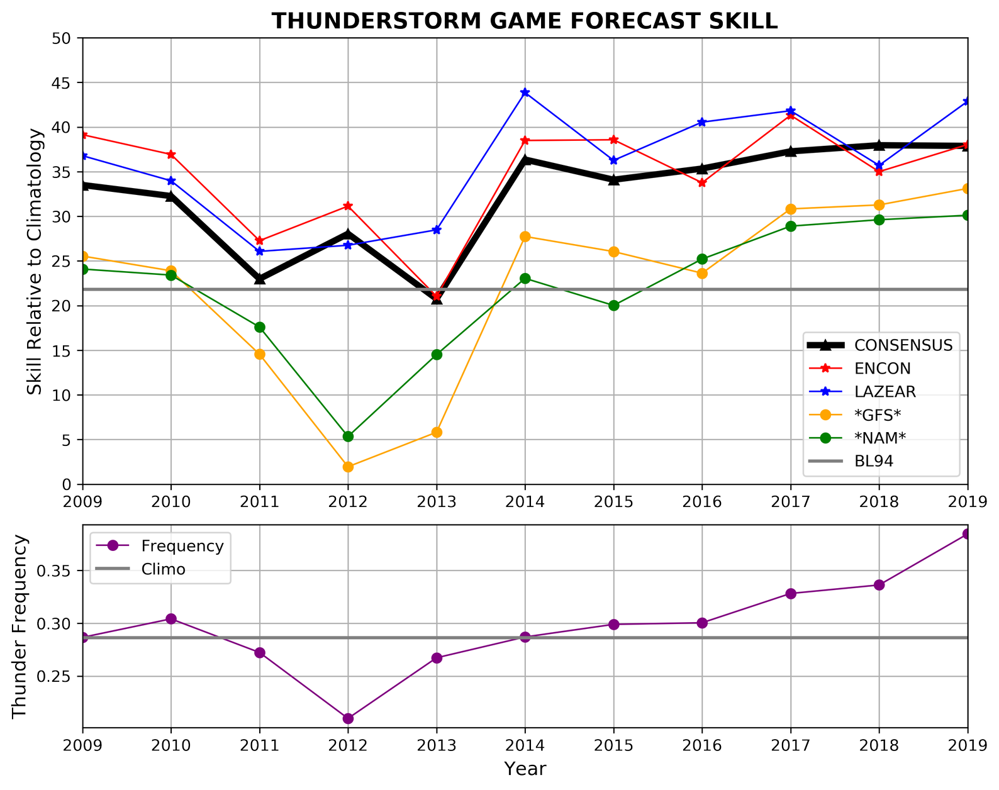 THUNDERSTORM GAME FORECAST SKILL
50
45
40
35
30
25
20
15
10
5
0
Skill Relative to Climatology
CONSENSUS
ENCON
LAZEAR
*GFS*
*NAM*
BL94
2009 2010 2011 2012 2013 2014 2015 2016 2017 2018 2019
Frequency
Climo
0.35
0.30
0.25
Thunder Frequency
2009 2010 2011 2012 2013 2014 2015 2016 2017 2018 2019
Year